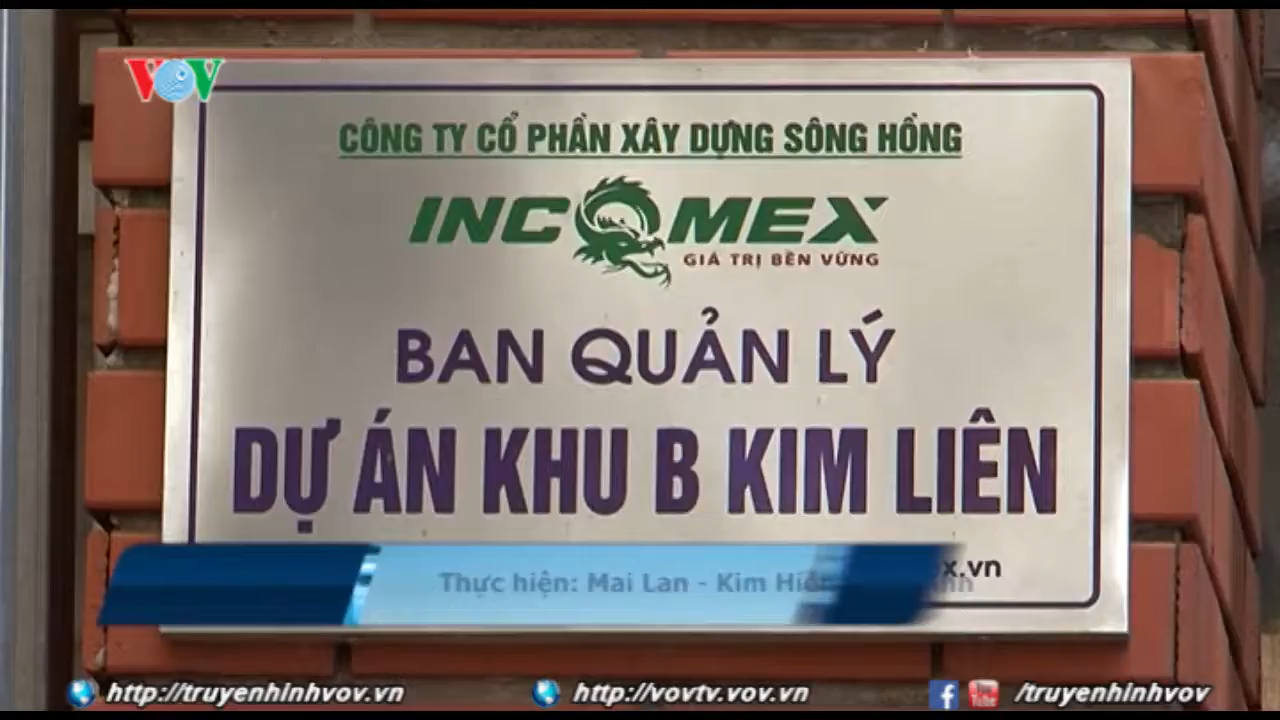 VOV
CÔNG TY CỔ PHẦN XÂY DỰNG SÔNG HỒNG
INCOMEX
GIÁ TRỊ BỀN VỮNG
BAN QUẢN LÝ
DỰ ÁN KHU B KIM LIÊN
x.vn
Thực hiện: Mai Lan - Kim
http://truyenhinhvov.vn http://vovtv.vov.vn /truyenhinhvov